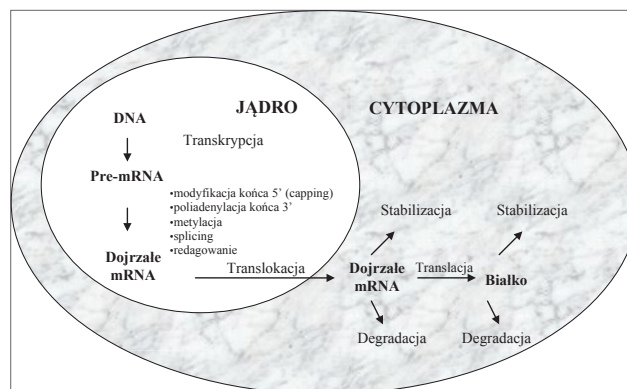 JĄDRO
CYTOPLAZMA
DNA
Transkrypcja
Pre-mRNA
•modyfikacja końca 5’ (capping)
•poliadenylacja końca 3’
•metylacja
•splicing
•redagowanie
Dojrzałe
mRNA
Translokacja
Stabilizacja
Stabilizacja
Dojrzałe
mRNA
Translacja
Białko
Degradacja
Degradacja